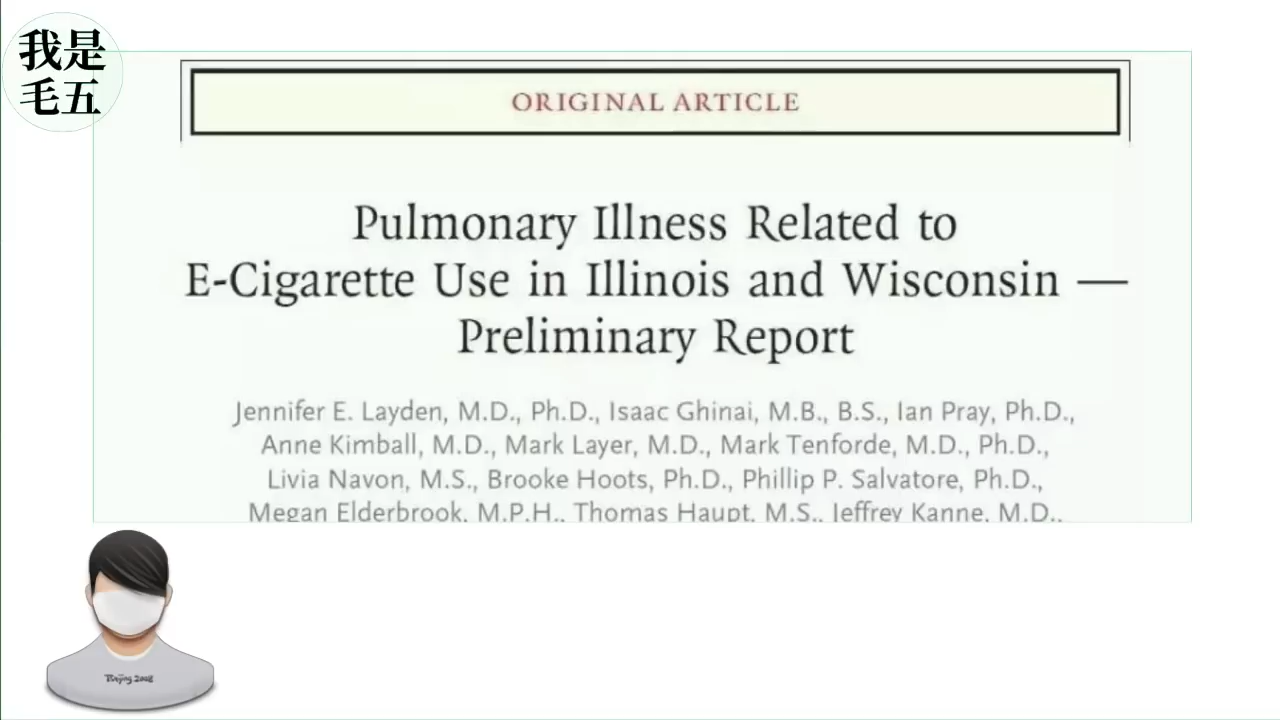 我是
毛五
ORIGINAL ARTICLE
Pulmonary Illness Related to
E-Cigarette Use in Illinois and Wisconsin —
Preliminary Report
Jennifer E. Layden, M.D., Ph.D., Isaac Ghinai, M.B., B.S., Ian Pray, Ph.D.,
Anne Kimball, M.D., Mark Layer, M.D., Mark Tenforde, M.D., Ph.D.,
Livia Navon, M.S., Brooke Hoots, Ph.D., Phillip P. Salvatore, Ph.D.,
Megan Elderbrook, M.P.H., Thomas Haupt, M.S., Jeffrey Kanne, M.D.,
Beijing 2008